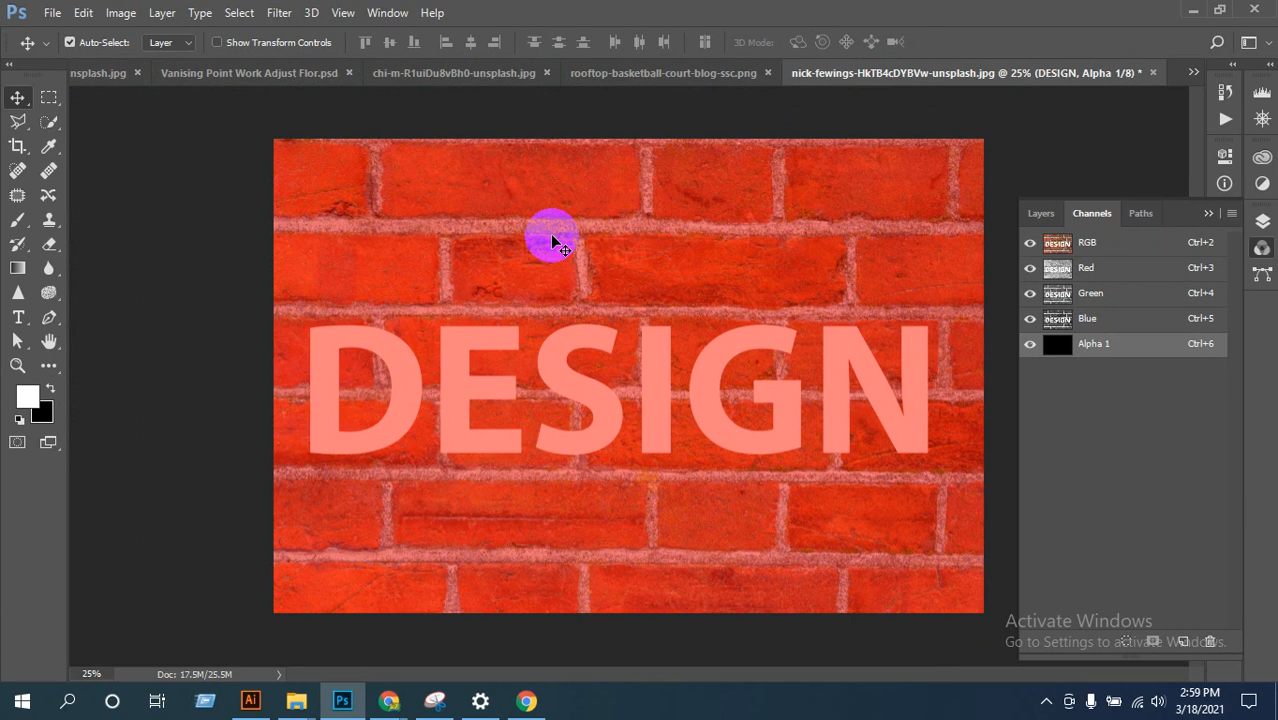 Ps File Edit Image Layer Type Select Filter 3D View Window Help
Auto-Select: Layer Show Transform Controls 3D Mode:
nsplash.jpg × Vanising Point Work Adjust Flor.psd × chi-m-R1uiDu8vBh0-unsplash.jpg × rooftop-basketball-court-blog-ssc.png × nick-fewings-HkTB4cDYBVw-unsplash.jpg @ 25% (DESIGN, Alpha 1/8) * ×
Layers Channels Paths
RGB Ctrl+2
Red Ctrl+3
Green Ctrl+4
Blue Ctrl+5
Alpha 1 Ctrl+6
DESIGN
Activate Windows
Go to Settings to activate Windows.
25% Doc: 17.5M/25.5M
Ai Ps
2:59 PM
3/18/2021